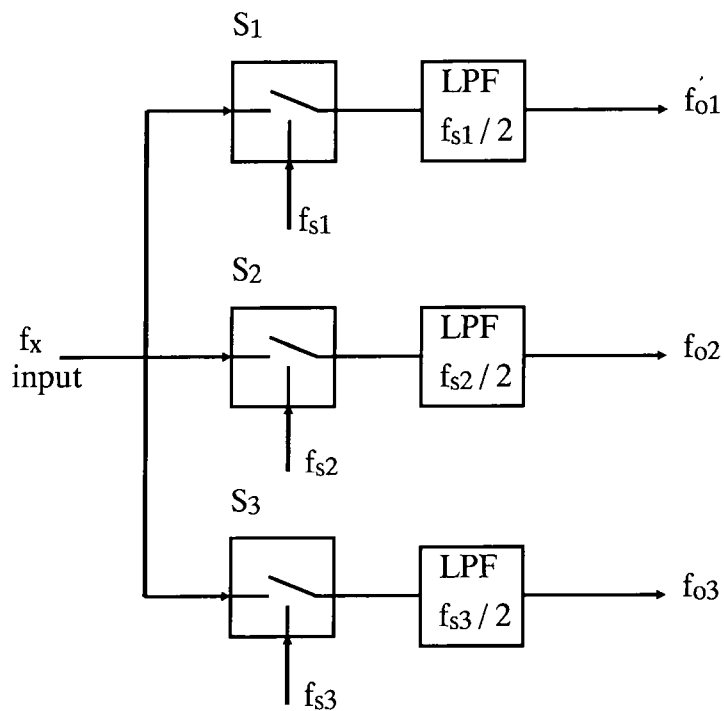 S1
LPF
fs1 / 2
fo1
fs1
S2
fx
input
LPF
fs2 / 2
fo2
fs2
S3
LPF
fs3 / 2
fo3
fs3